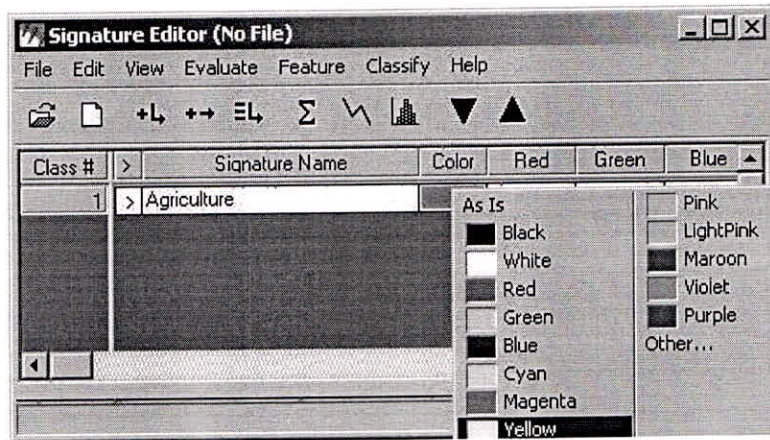 Signature Editor (No File)
File Edit View Evaluate Feature Classify Help
Σ
Class # > Signature Name Color Red Green Blue
1 > Agriculture
As Is
Black
White
Red
Green
Blue
Cyan
Magenta
Yellow
Pink
LightPink
Maroon
Violet
Purple
Other...